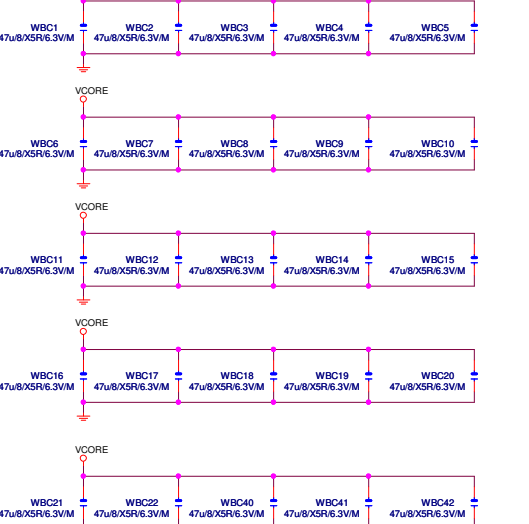 WBC1 WBC2 WBC3 WBC4 WBC5
47u/8/X5R/6.3V/M 47u/8/X5R/6.3V/M 47u/8/X5R/6.3V/M 47u/8/X5R/6.3V/M 47u/8/X5R/6.3V/M
VCORE
WBC6 WBC7 WBC8 WBC9 WBC10
47u/8/X5R/6.3V/M 47u/8/X5R/6.3V/M 47u/8/X5R/6.3V/M 47u/8/X5R/6.3V/M 47u/8/X5R/6.3V/M
VCORE
WBC11 WBC12 WBC13 WBC14 WBC15
47u/8/X5R/6.3V/M 47u/8/X5R/6.3V/M 47u/8/X5R/6.3V/M 47u/8/X5R/6.3V/M 47u/8/X5R/6.3V/M
VCORE
WBC16 WBC17 WBC18 WBC19 WBC20
47u/8/X5R/6.3V/M 47u/8/X5R/6.3V/M 47u/8/X5R/6.3V/M 47u/8/X5R/6.3V/M 47u/8/X5R/6.3V/M
VCORE
WBC21 WBC22 WBC40 WBC41 WBC42
47u/8/X5R/6.3V/M 47u/8/X5R/6.3V/M 47u/8/X5R/6.3V/M 47u/8/X5R/6.3V/M 47u/8/X5R/6.3V/M